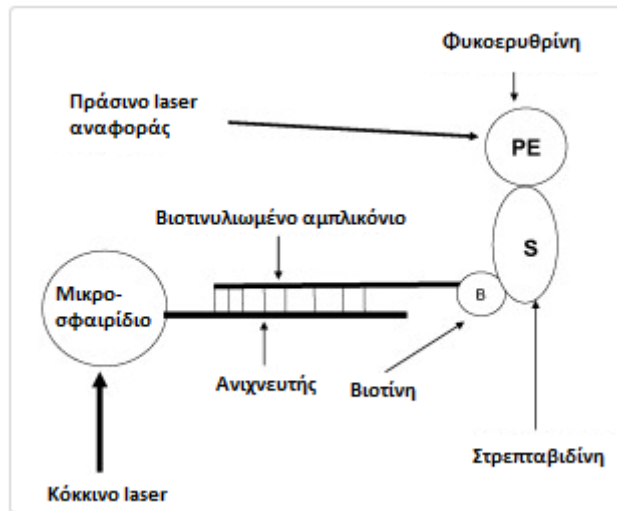 Φυκοερυθρίνη
Πράσινο laser
αναφοράς
PE
Βιοτινυλιωμένο αμπλικόνιο
S
Μικρο-
σφαιρίδιο
B
Ανιχνευτής
Βιοτίνη
Στρεπταβιδίνη
Κόκκινο laser